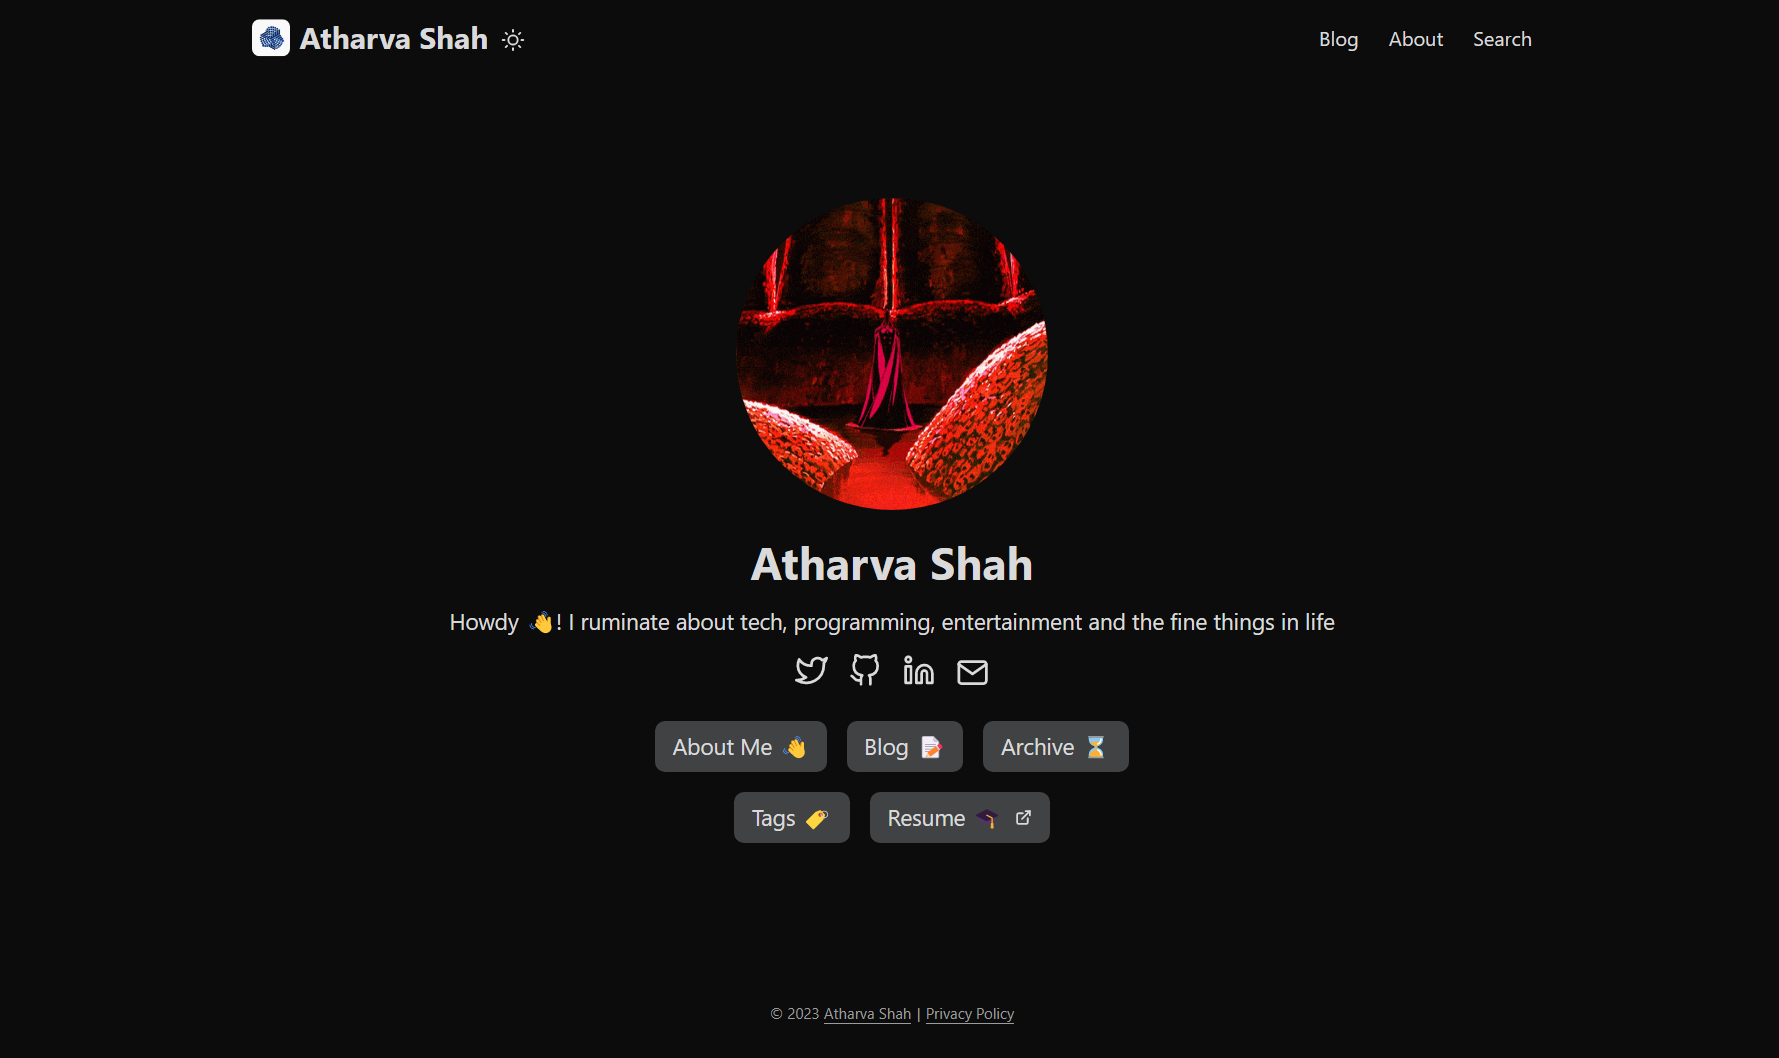 Atharva Shah
Blog About Search
Atharva Shah
Howdy 👋! I ruminate about tech, programming, entertainment and the fine things in life
About Me 👋 Blog 📝 Archive ⏳
Tags 🏷️ Resume 🎓
© 2023 Atharva Shah | Privacy Policy